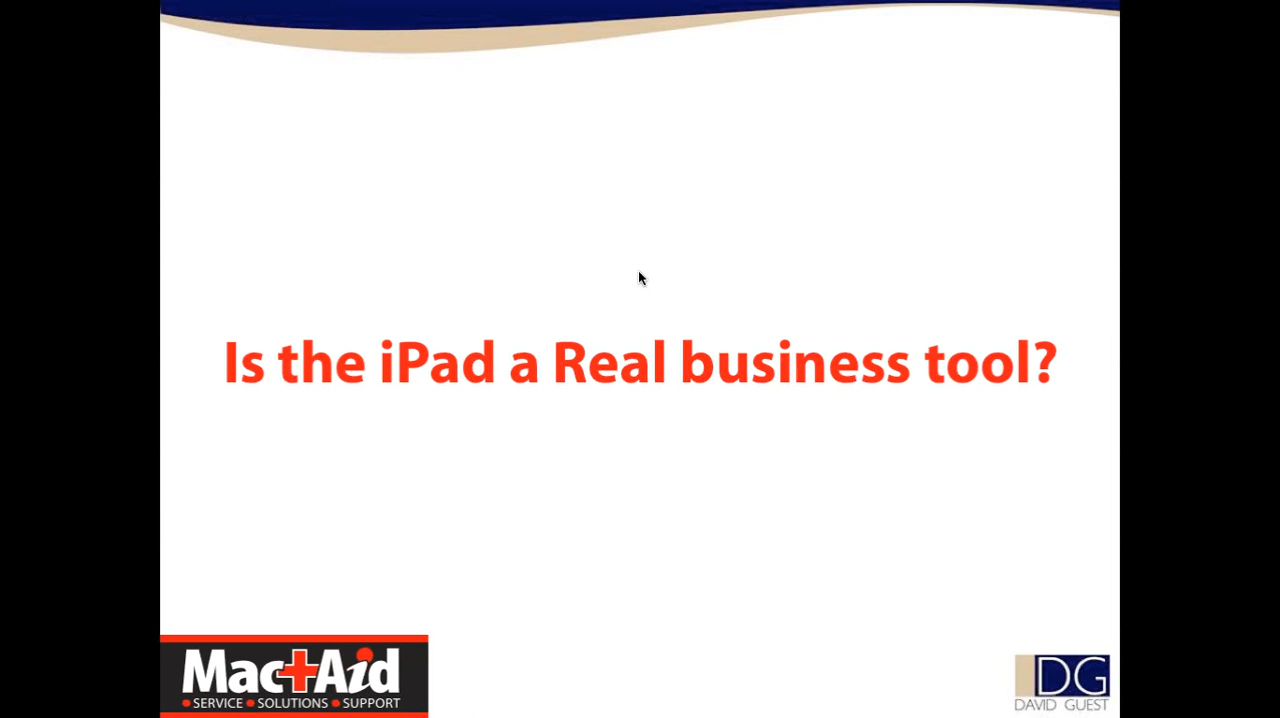 Is the iPad a Real business tool?
Mac+Aid
•SERVICE •SOLUTIONS •SUPPORT
DG
DAVID GUEST